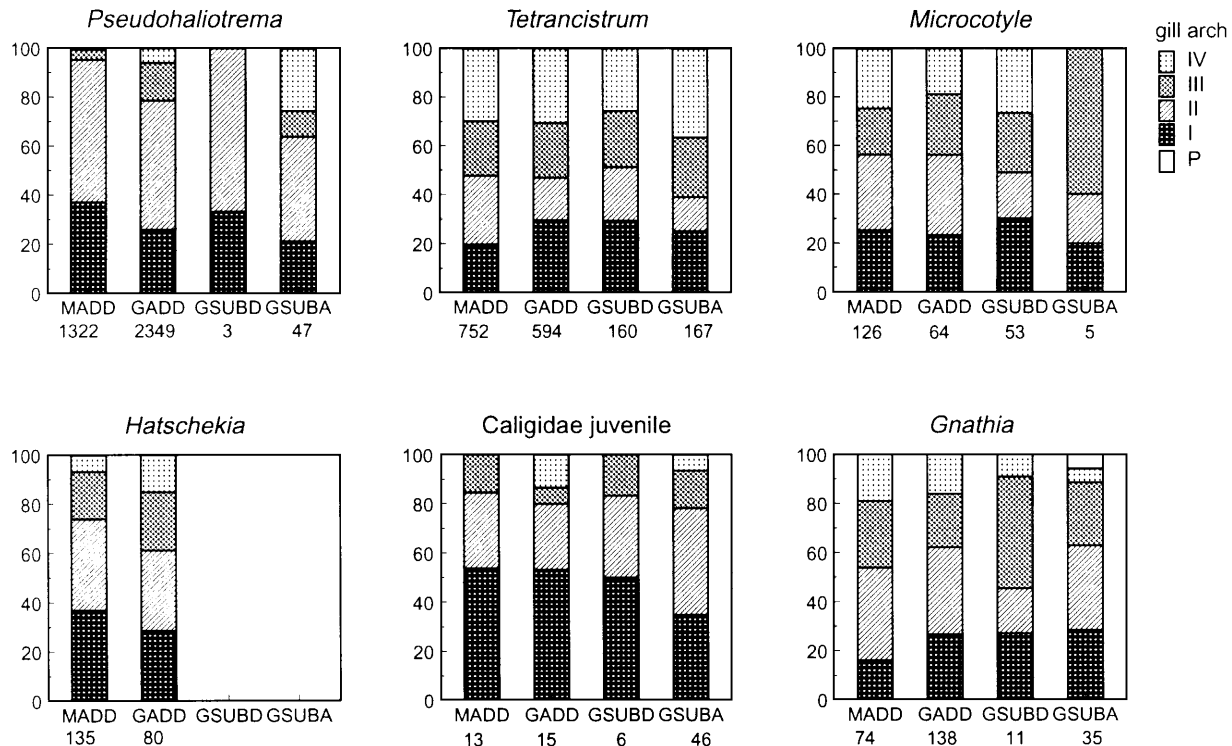 Pseudohaliotrema
Tetrancistrum
Microcotyle
gill arch
IV
III
II
I
P
100
80
60
40
20
0
MADD GADD GSUBD GSUBA
1322 2349 3 47
100
80
60
40
20
0
MADD GADD GSUBD GSUBA
752 594 160 167
100
80
60
40
20
0
MADD GADD GSUBD GSUBA
126 64 53 5
Hatschekia
Caligidae juvenile
Gnathia
100
80
60
40
20
0
MADD GADD GSUBD GSUBA
135 80
100
80
60
40
20
0
MADD GADD GSUBD GSUBA
13 15 6 46
100
80
60
40
20
0
MADD GADD GSUBD GSUBA
74 138 11 35